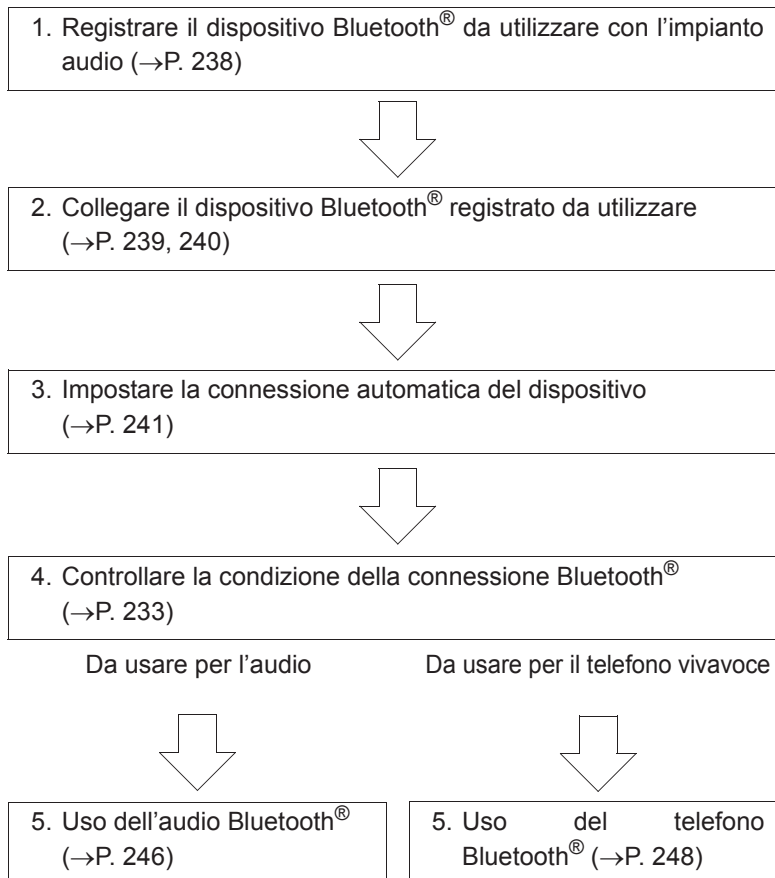 1. Registrare il dispositivo Bluetooth® da utilizzare con l’impianto
audio (→P. 238)
2. Collegare il dispositivo Bluetooth® registrato da utilizzare
(→P. 239, 240)
3. Impostare la connessione automatica del dispositivo
(→P. 241)
4. Controllare la condizione della connessione Bluetooth®
(→P. 233)
Da usare per l’audio
Da usare per il telefono vivavoce
5. Uso dell’audio Bluetooth®
(→P. 246)
5. Uso del telefono
Bluetooth® (→P. 248)